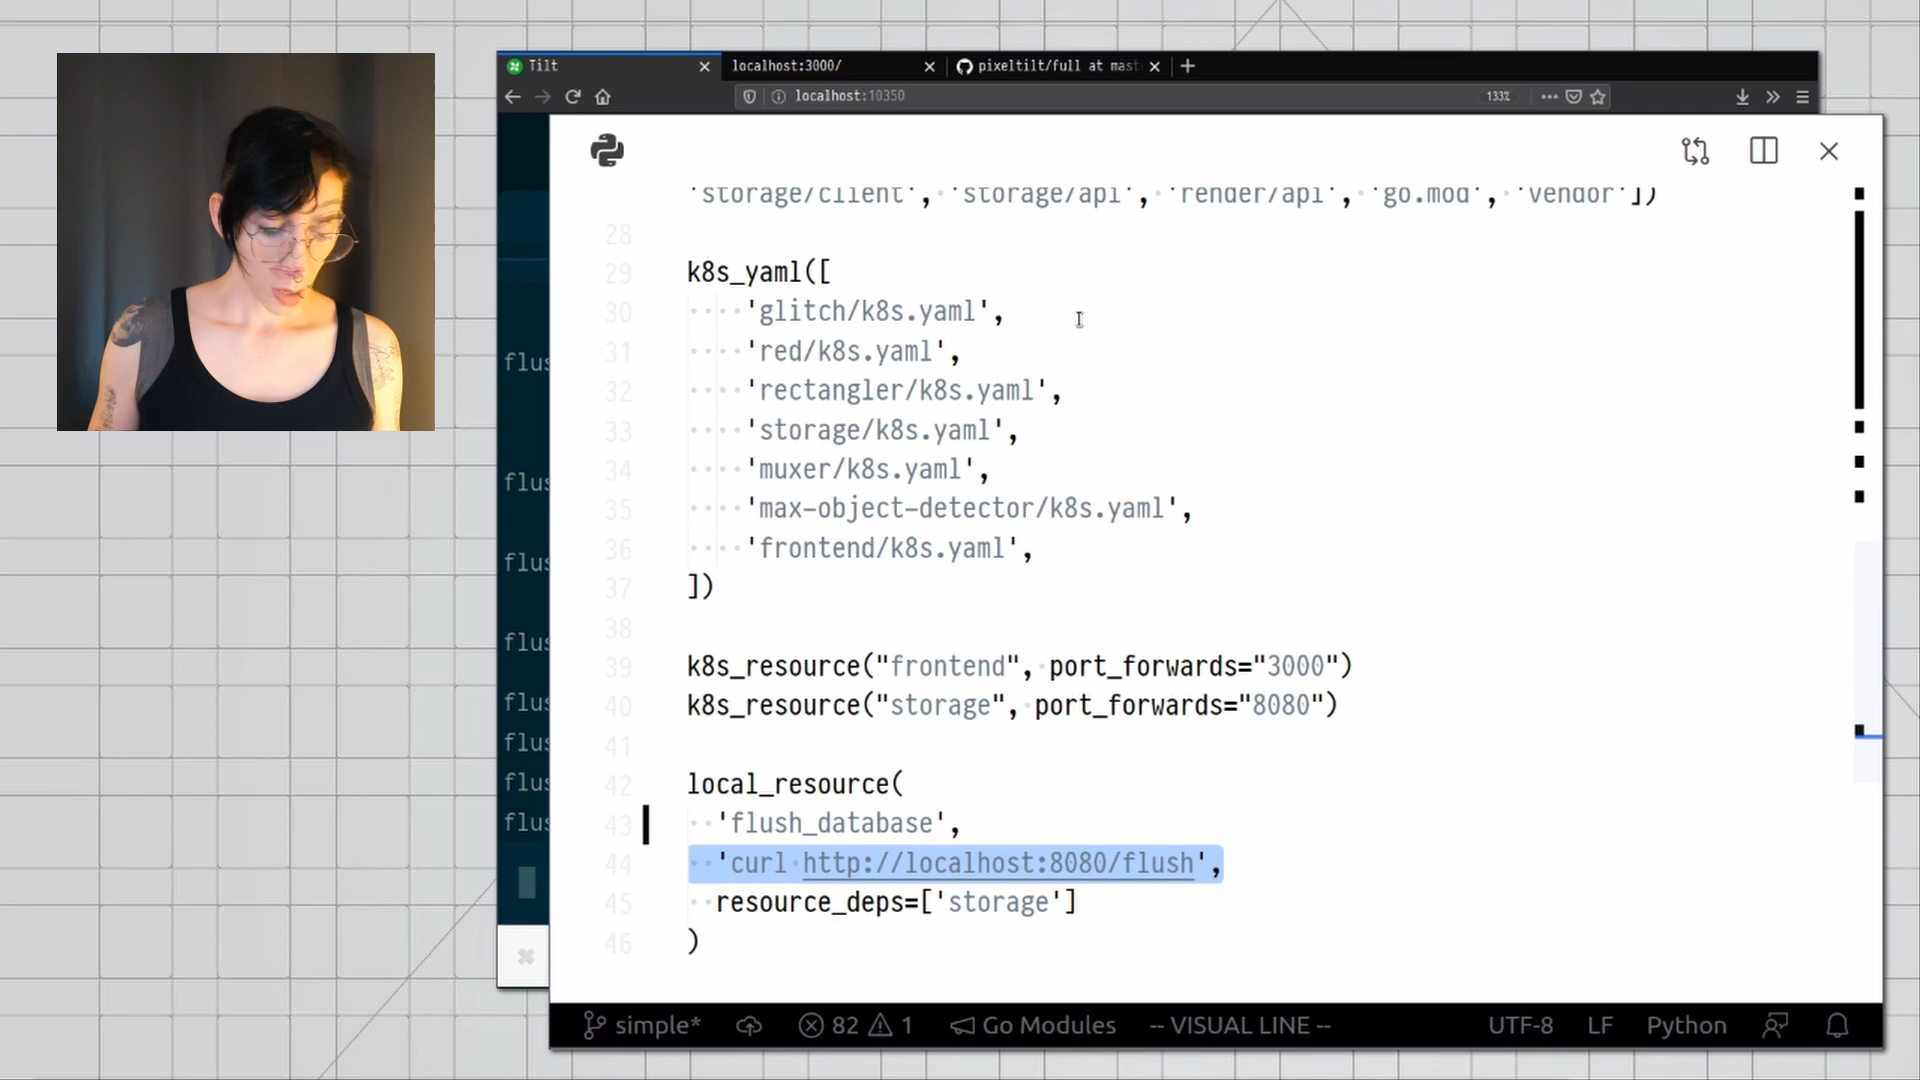 Tilt
localhost:3000/
pixeltilt/full at mast
localhost:10350
133%
'storage/client', 'storage/api', 'render/api', 'go.mod', 'vendor'])
28
29 k8s_yaml([
30 'glitch/k8s.yaml',
31 'red/k8s.yaml',
32 'rectangler/k8s.yaml',
33 'storage/k8s.yaml',
34 'muxer/k8s.yaml',
35 'max-object-detector/k8s.yaml',
36 'frontend/k8s.yaml',
37 ])
38
39 k8s_resource("frontend", port_forwards="3000")
40 k8s_resource("storage", port_forwards="8080")
41
42 local_resource(
43 'flush_database',
44 'curl http://localhost:8080/flush',
45 resource_deps=['storage']
46 )
flus
flus
flus
flus
flus
flus
flus
flus
simple* 82 1 Go Modules -- VISUAL LINE -- UTF-8 LF Python